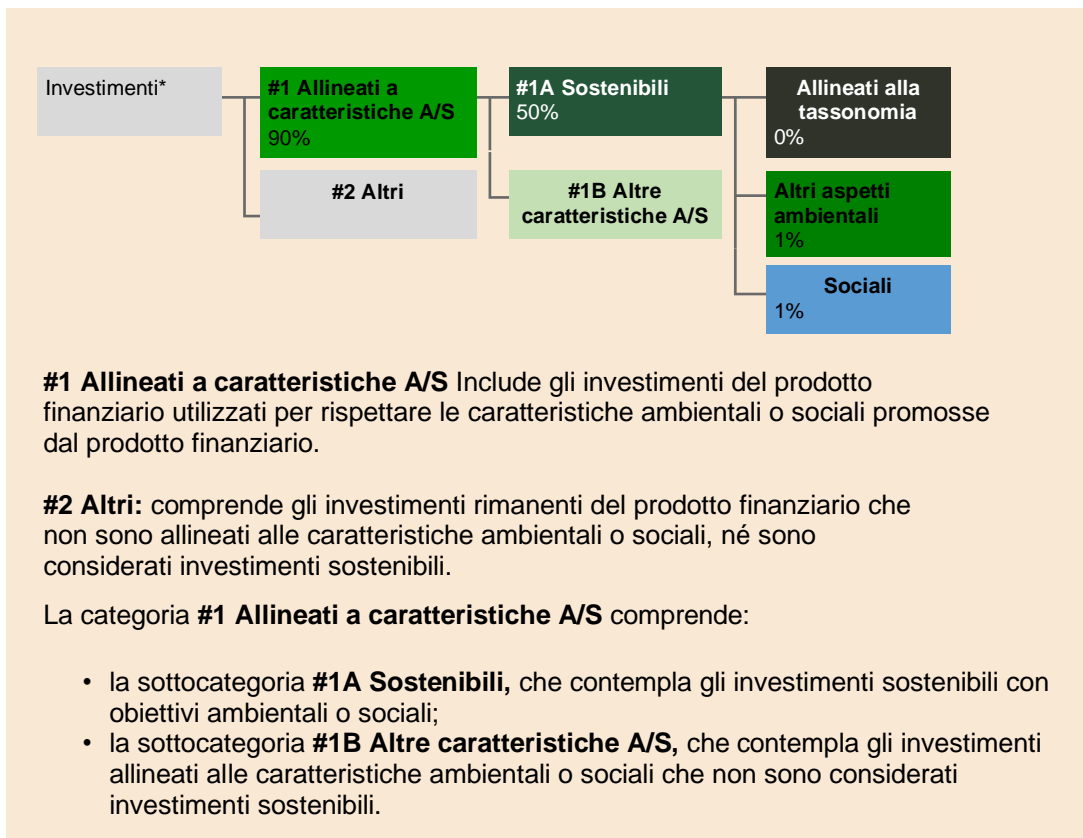 Investimenti*
#1 Allineati a
caratteristiche A/S
90%
#2 Altri
#1A Sostenibili
50%
#1B Altre
caratteristiche A/S
Allineati alla
tassonomia
0%
Altri aspetti
ambientali
1%
Sociali
1%
#1 Allineati a caratteristiche A/S Include gli investimenti del prodotto
finanziario utilizzati per rispettare le caratteristiche ambientali o sociali promosse
dal prodotto finanziario.
#2 Altri: comprende gli investimenti rimanenti del prodotto finanziario che
non sono allineati alle caratteristiche ambientali o sociali, né sono
considerati investimenti sostenibili.
La categoria #1 Allineati a caratteristiche A/S comprende:
• la sottocategoria #1A Sostenibili, che contempla gli investimenti sostenibili con
obiettivi ambientali o sociali;
• la sottocategoria #1B Altre caratteristiche A/S, che contempla gli investimenti
allineati alle caratteristiche ambientali o sociali che non sono considerati
investimenti sostenibili.